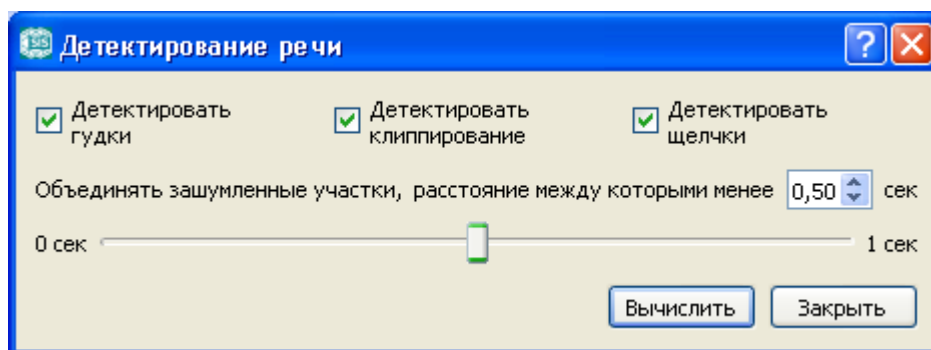 SIS Детектирование речи
Детектировать гудки
Детектировать клиппирование
Детектировать щелчки
Объединять зашумленные участки, расстояние между которыми менее 0,50 сек
0 сек 1 сек
Вычислить Закрыть